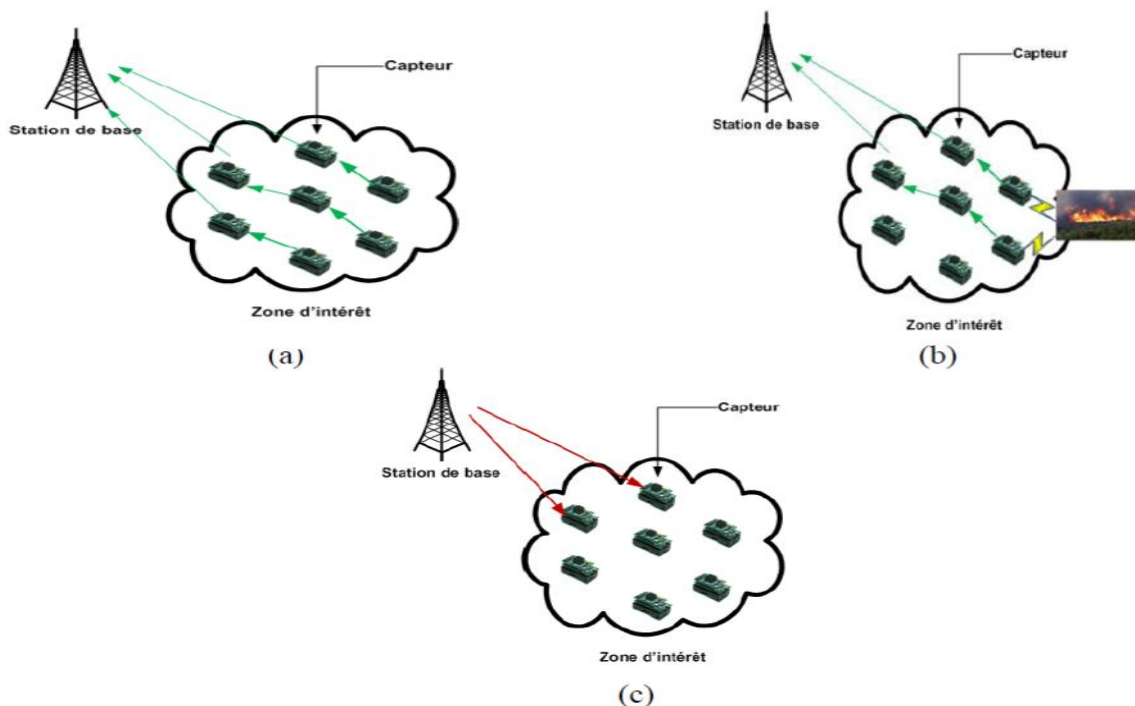 Capteur
Station de base
Zone d'intérêt
(a)
Capteur
Station de base
Zone d'intérêt
(b)
Capteur
Station de base
Zone d'intérêt
(c)